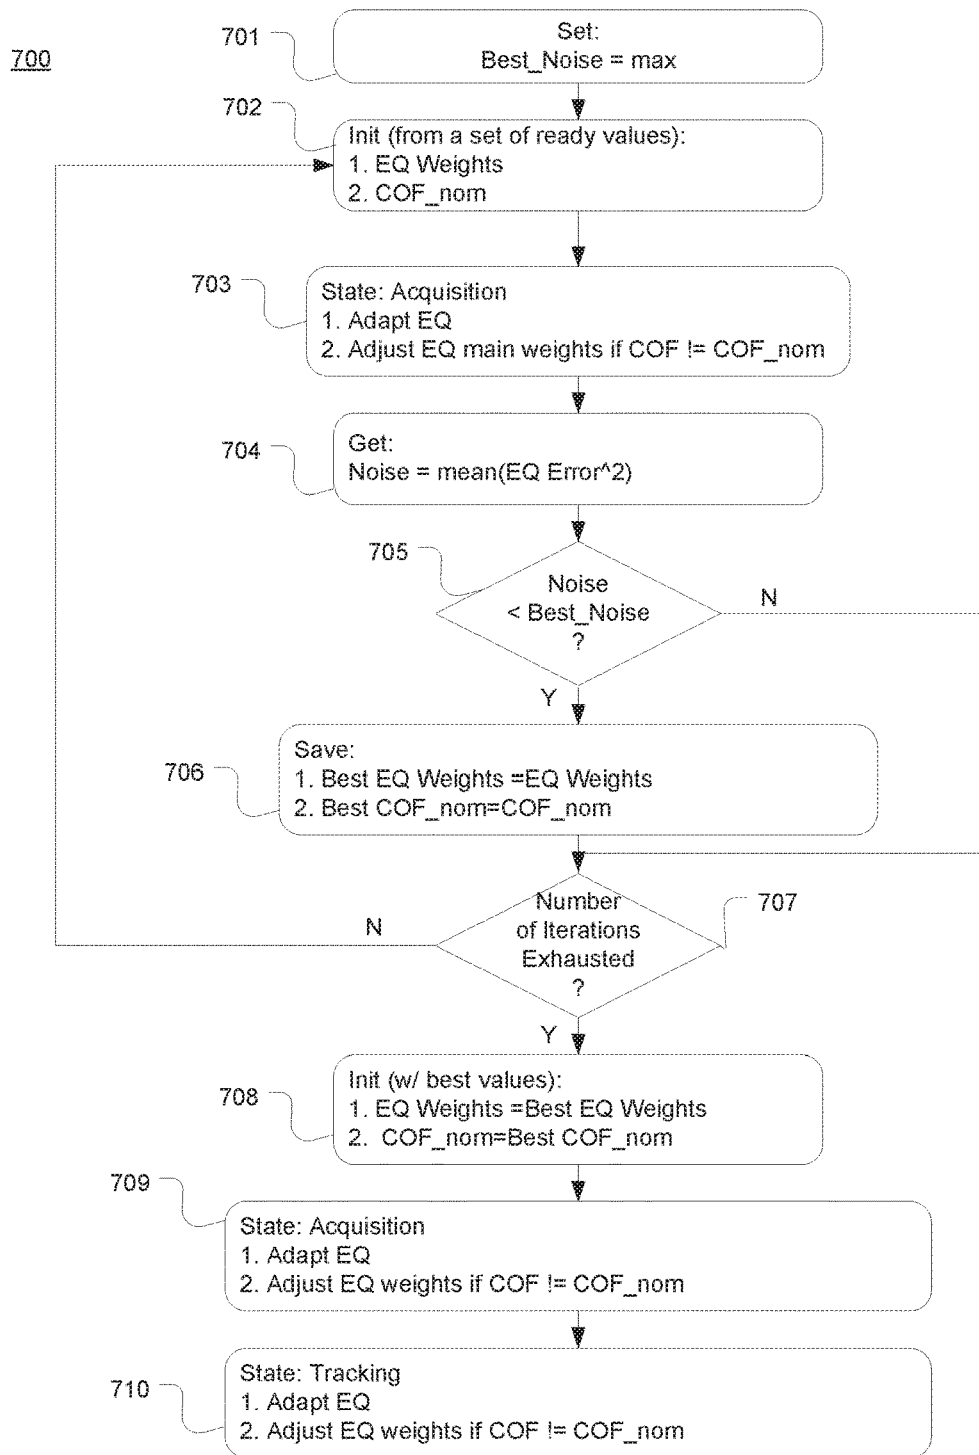 700
701
Set:
Best_Noise = max
702
Init (from a set of ready values):
1. EQ Weights
2. COF_nom
703
State: Acquisition
1. Adapt EQ
2. Adjust EQ main weights if COF != COF_nom
704
Get:
Noise = mean(EQ Error^2)
705
Noise
< Best_Noise
?
N
Y
706
Save:
1. Best EQ Weights =EQ Weights
2. Best COF_nom=COF_nom
707
Number
of Iterations
Exhausted
?
N
Y
708
Init (w/ best values):
1. EQ Weights =Best EQ Weights
2. COF_nom=Best COF_nom
709
State: Acquisition
1. Adapt EQ
2. Adjust EQ weights if COF != COF_nom
710
State: Tracking
1. Adapt EQ
2. Adjust EQ weights if COF != COF_nom